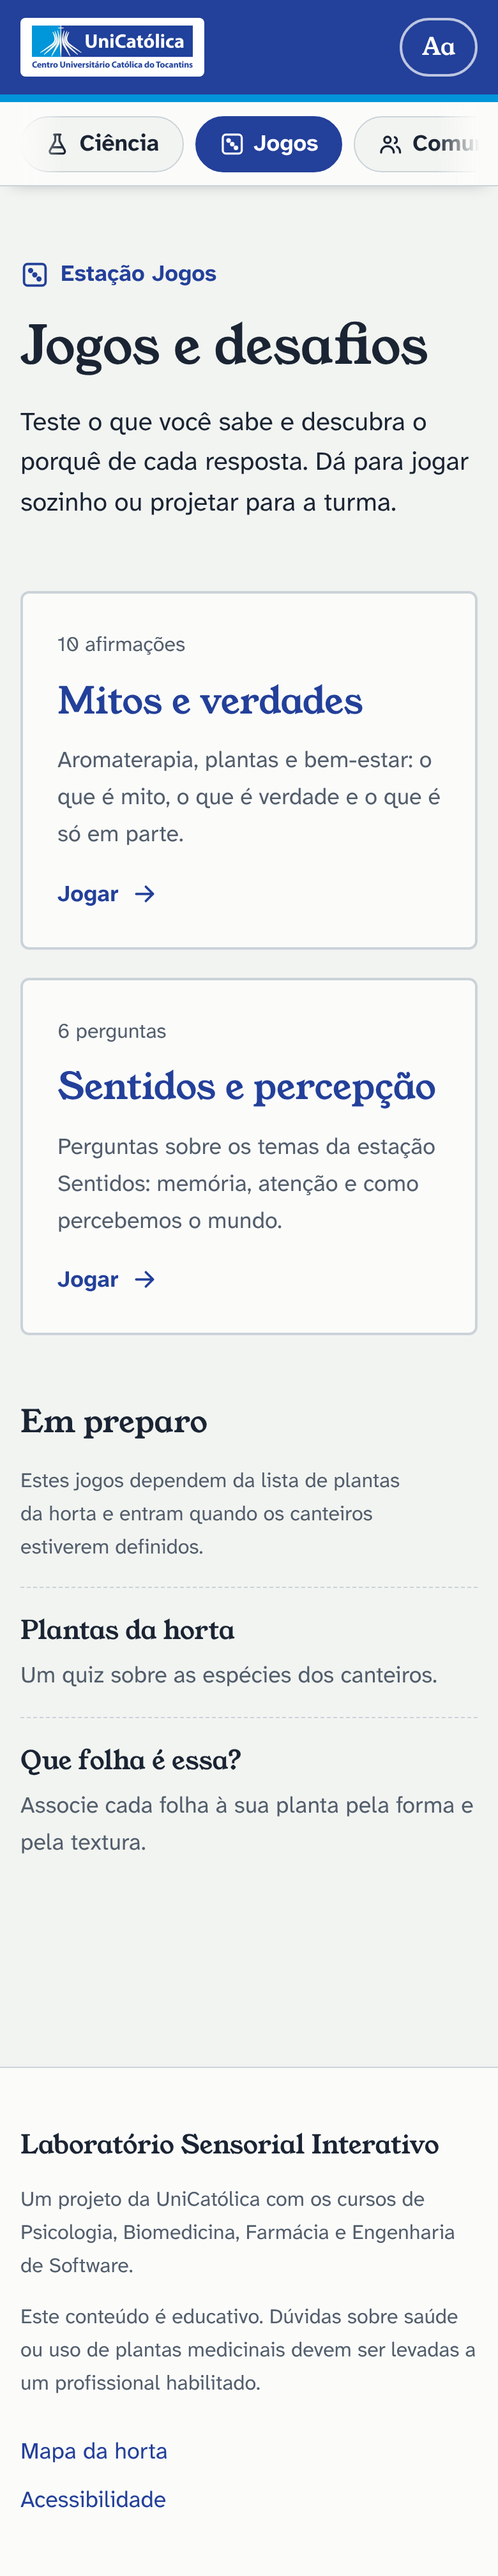 UniCatólica
Centro Universitário Católica do Tocantins
Aa
Ciência
Jogos
Comu
Estação Jogos
Jogos e desafios
Teste o que você sabe e descubra o
porquê de cada resposta. Dá para jogar
sozinho ou projetar para a turma.
10 afirmações
Mitos e verdades
Aromaterapia, plantas e bem-estar: o
que é mito, o que é verdade e o que é
só em parte.
Jogar
6 perguntas
Sentidos e percepção
Perguntas sobre os temas da estação
Sentidos: memória, atenção e como
percebemos o mundo.
Jogar
Em preparo
Estes jogos dependem da lista de plantas
da horta e entram quando os canteiros
estiverem definidos.
Plantas da horta
Um quiz sobre as espécies dos canteiros.
Que folha é essa?
Associe cada folha à sua planta pela forma e
pela textura.
Laboratório Sensorial Interativo
Um projeto da UniCatólica com os cursos de
Psicologia, Biomedicina, Farmácia e Engenharia
de Software.
Este conteúdo é educativo. Dúvidas sobre saúde
ou uso de plantas medicinais devem ser levadas a
um profissional habilitado.
Mapa da horta
Acessibilidade